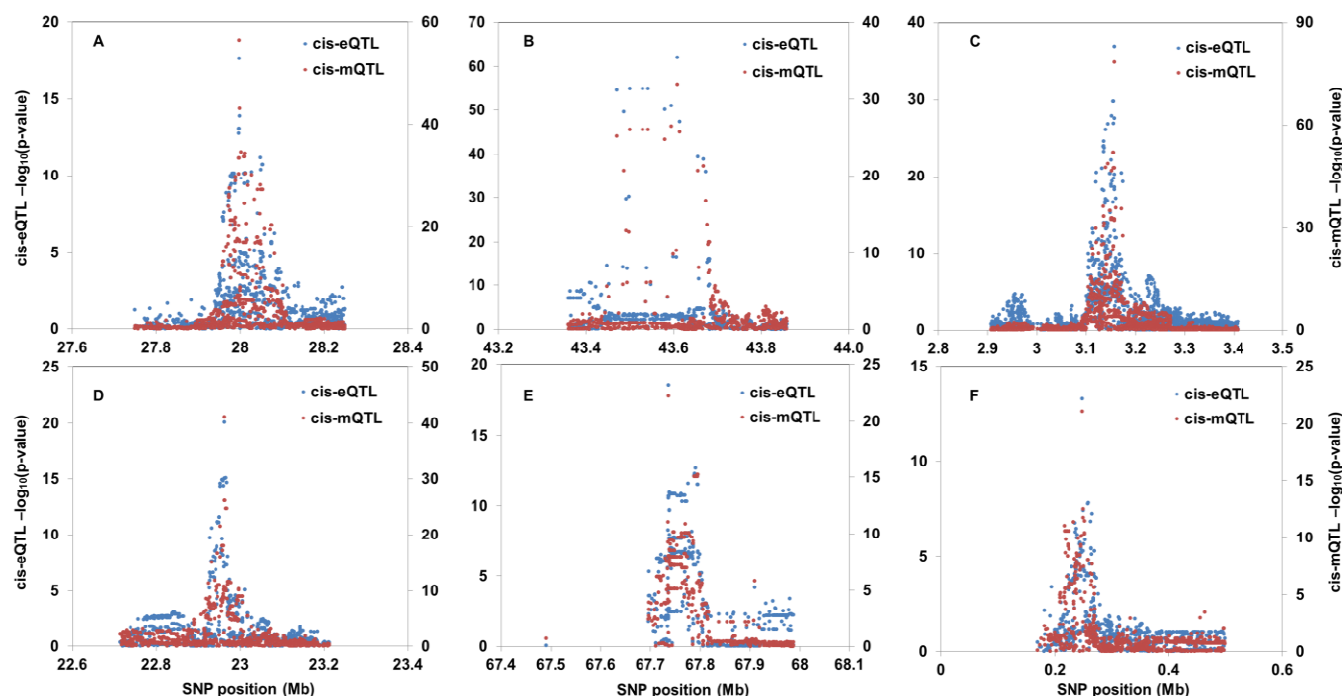 A
cis-eQTL
cis-mQTL
cis-eQTL –log10(p-value)
20
15
10
5
0
60
40
20
0
27.6 27.8 28 28.2 28.4
B
cis-eQTL
cis-mQTL
70
60
50
40
30
20
10
0
40
30
20
10
0
43.2 43.4 43.6 43.8 44.0
C
cis-eQTL
cis-mQTL
cis-mQTL –log10(p-value)
40
30
20
10
0
90
60
30
0
2.8 2.9 3 3.1 3.2 3.3 3.4 3.5
D
cis-eQTL
cis-mQTL
cis-eQTL –log10(p-value)
25
20
15
10
5
0
50
40
30
20
10
0
22.6 22.8 23 23.2 23.4
SNP position (Mb)
E
cis-eQTL
cis-mQTL
20
15
10
5
0
25
20
15
10
5
0
67.4 67.5 67.6 67.7 67.8 67.9 68 68.1
SNP position (Mb)
F
cis-eQTL
cis-mQTL
cis-mQTL –log10(p-value)
15
10
5
0
25
20
15
10
5
0
0 0.2 0.4 0.6
SNP position (Mb)